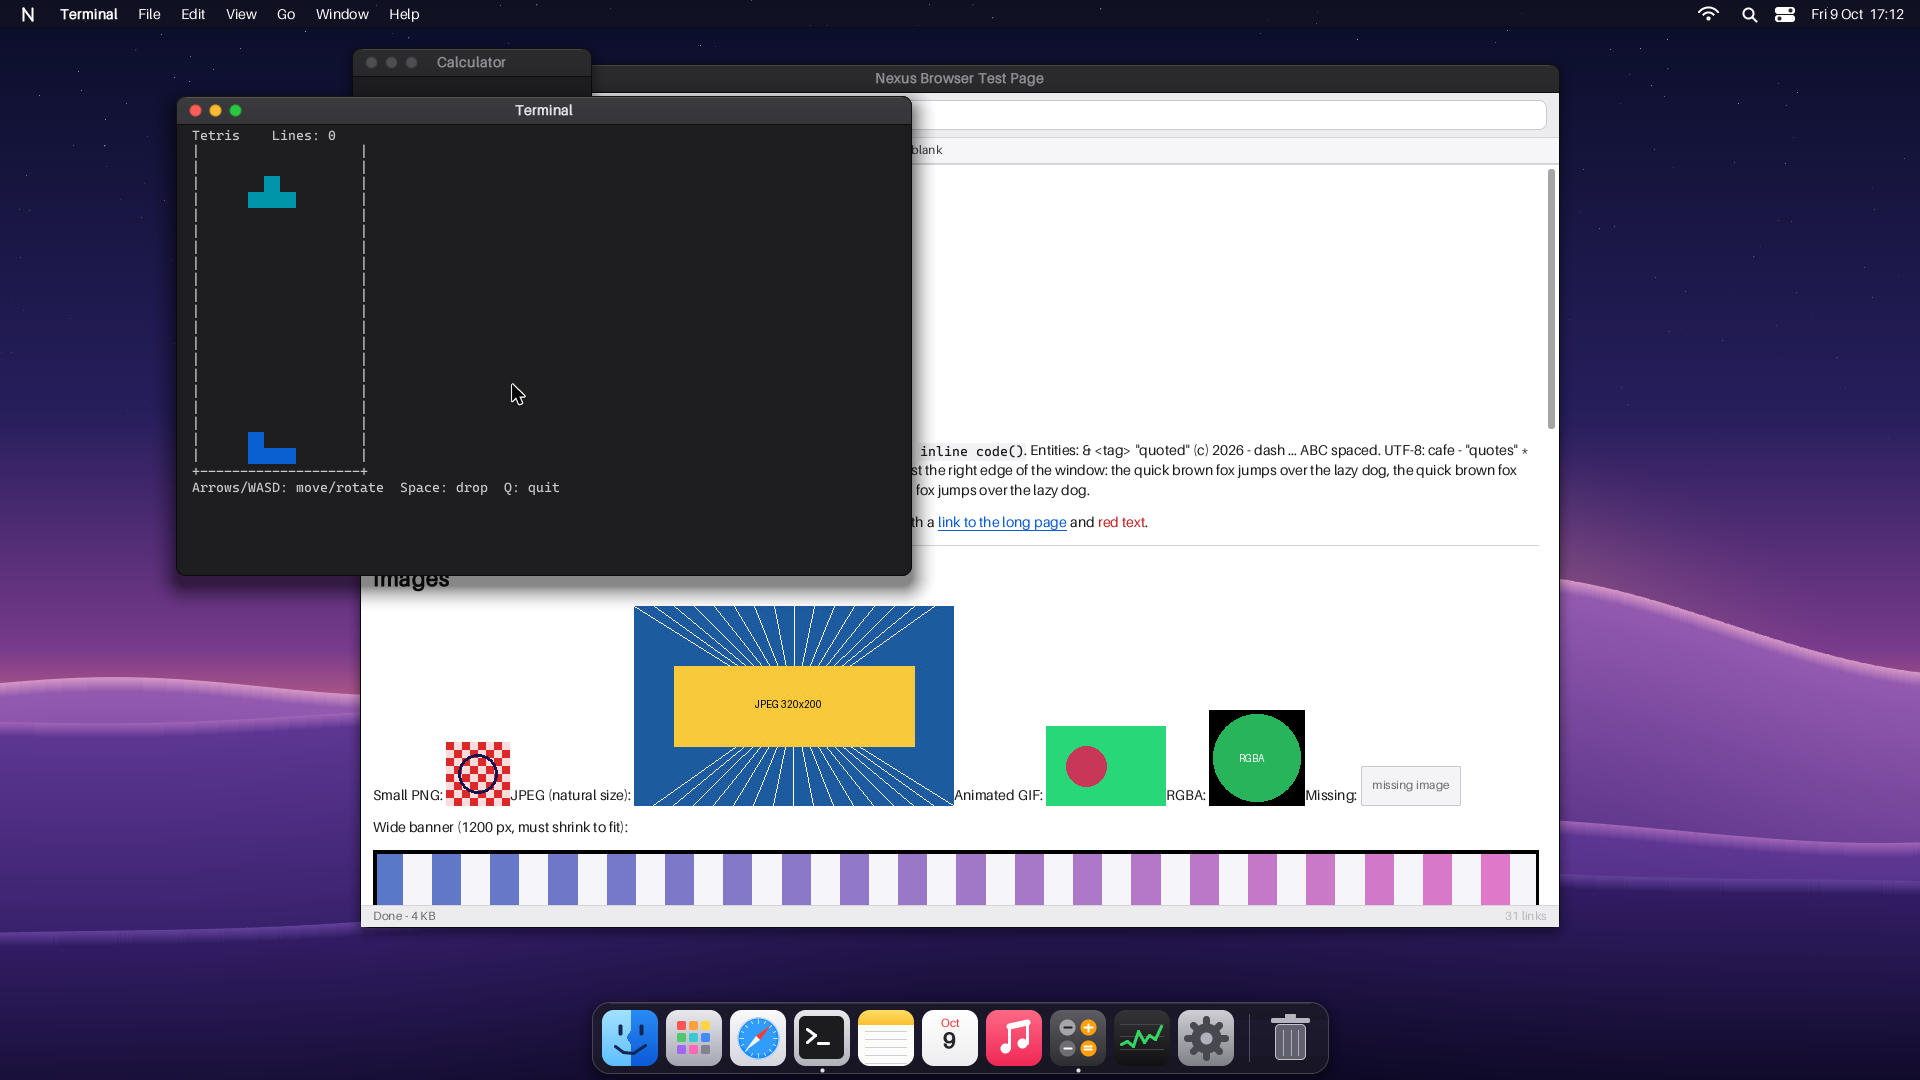 Terminal File Edit View Go Window Help
Fri 9 Oct 17:12
Calculator
Nexus Browser Test Page
Terminal
Tetris Lines: 0
blank
inline code(). Entities: & <tag> "quoted" (c) 2026 - dash ... ABC spaced. UTF-8: cafe - "quotes" *
st the right edge of the window: the quick brown fox jumps over the lazy dog, the quick brown fox
fox jumps over the lazy dog.
Arrows/WASD: move/rotate Space: drop Q: quit
th a link to the long page and red text.
Images
JPEG 320x200
RGBA
missing image
Small PNG: JPEG (natural size): Animated GIF: RGBA: Missing:
Wide banner (1200 px, must shrink to fit):
Done - 4 KB
31 links
Oct
9